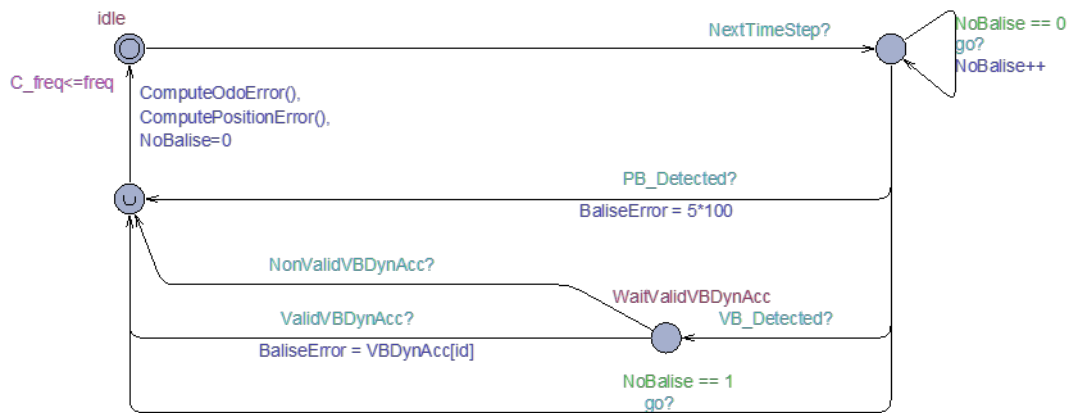 idle
NextTimeStep?
NoBalise == 0
go?
NoBalise++
C_freq<=freq
ComputeOdoError(),
ComputePositionError(),
NoBalise=0
∪
PB_Detected?
BaliseError = 5*100
NonValidVBDynAcc?
WaitValidVBDynAcc
ValidVBDynAcc?
VB_Detected?
BaliseError = VBDynAcc[id]
NoBalise == 1
go?